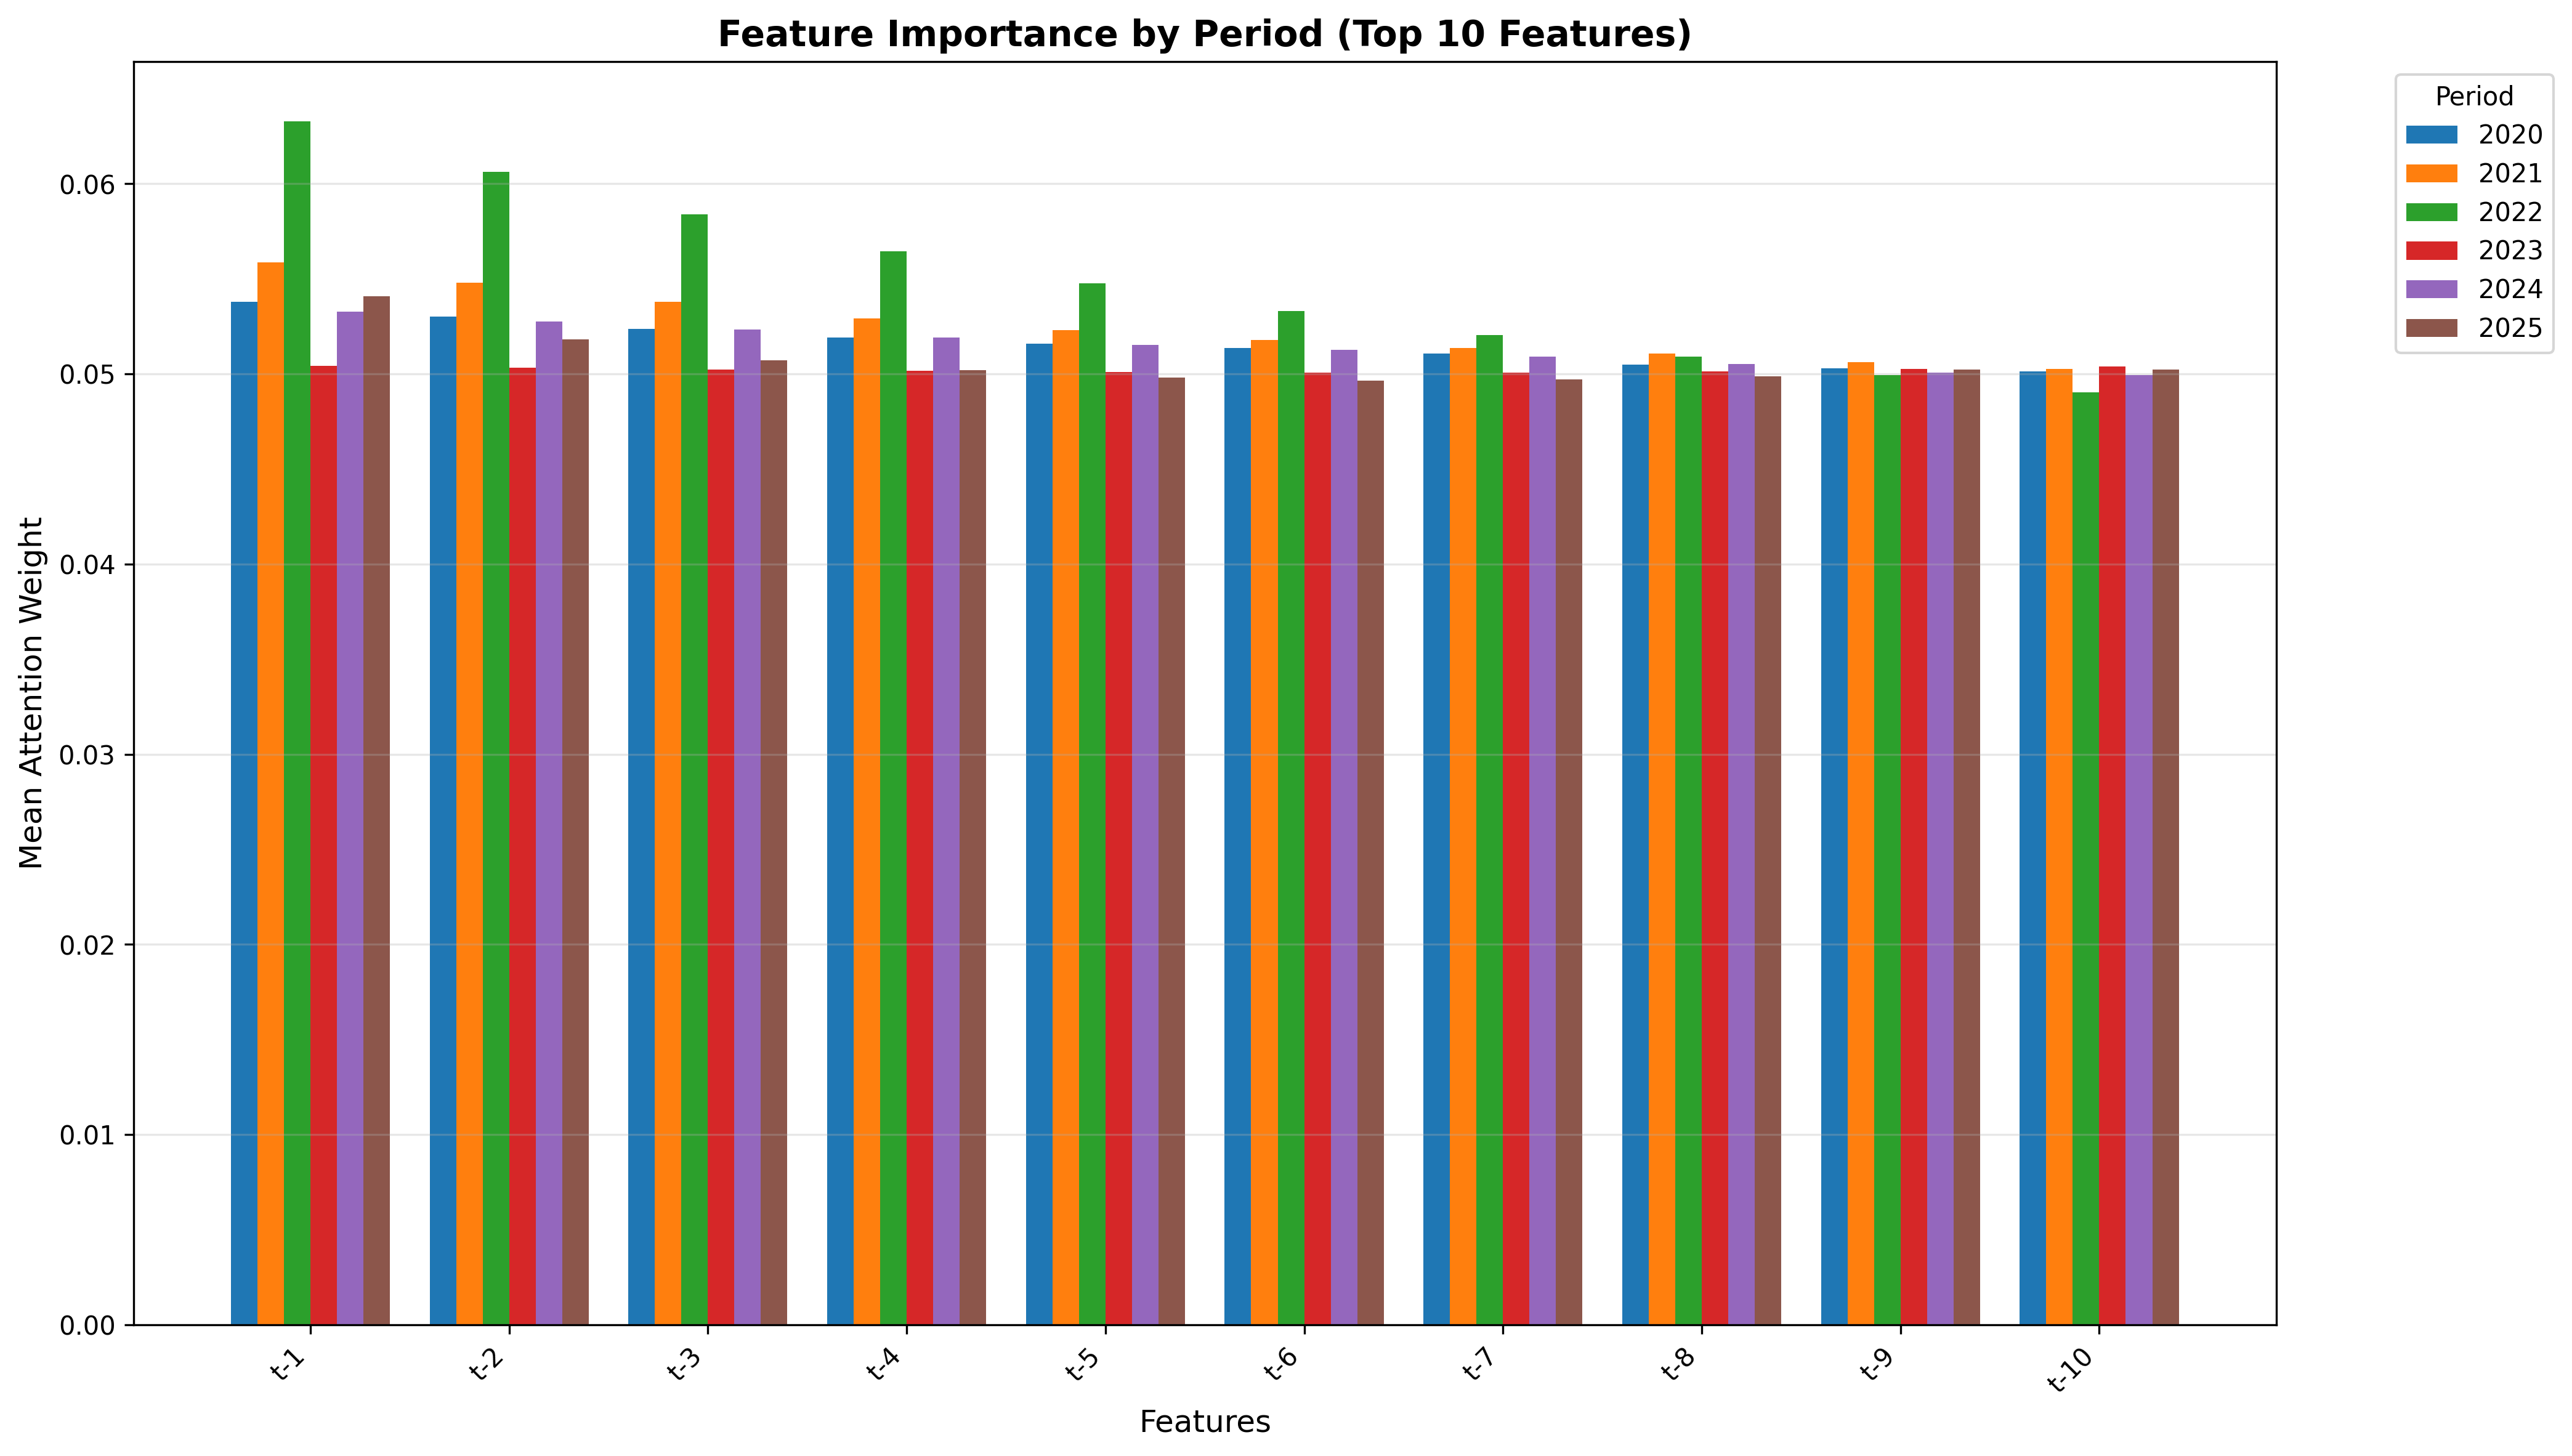 Feature Importance by Period (Top 10 Features)
Period
2020
2021
2022
2023
2024
2025
Mean Attention Weight
0.06
0.05
0.04
0.03
0.02
0.01
0.00
t-1
t-2
t-3
t-4
t-5
t-6
t-7
t-8
t-9
t-10
Features